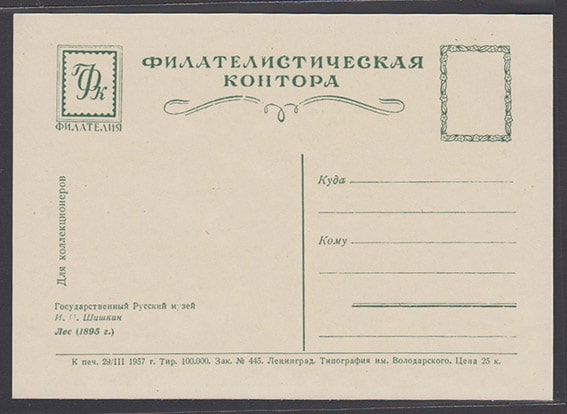 ГФК
ФИЛАТЕЛИЯ
ФИЛАТЕЛИСТИЧЕСКАЯ
КОНТОРА
Для коллекционеров
Куда
Кому
Государственный Русский музей
И. И. Шишкин
Лес (1895 г.)
К печ. 29/III 1957 г. Тир. 100.000. Зак. № 445. Ленинград. Типография им. Володарского. Цена 25 к.